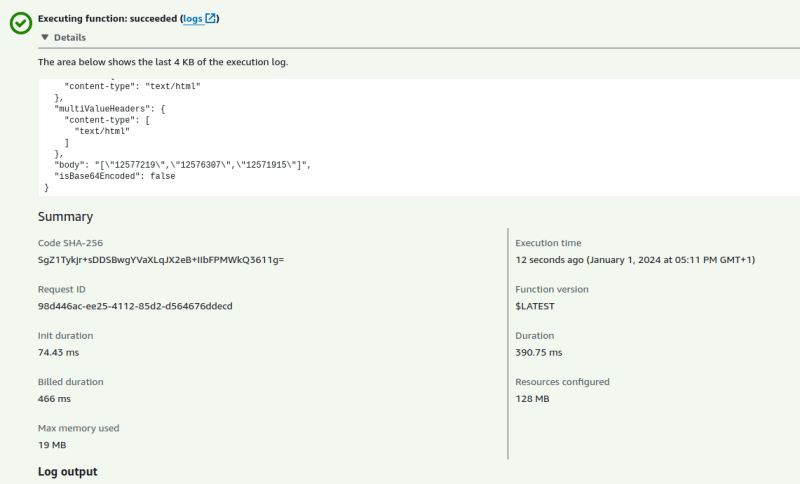 Executing function: succeeded (logs)
▼ Details
The area below shows the last 4 KB of the execution log.
"content-type": "text/html"
},
"multiValueHeaders": {
"content-type": [
"text/html"
]
},
"body": "[\"12577219\",\"12576307\",\"12571915\"]",
"isBase64Encoded": false
}
Summary
Code SHA-256
SgZ1Tykjr+sDDSBwgYVaXLqJX2eB+IIbFPMWkQ3611g=
Execution time
12 seconds ago (January 1, 2024 at 05:11 PM GMT+1)
Request ID
98d446ac-ee25-4112-85d2-d564676ddecd
Function version
$LATEST
Init duration
74.43 ms
Duration
390.75 ms
Billed duration
466 ms
Resources configured
128 MB
Max memory used
19 MB
Log output